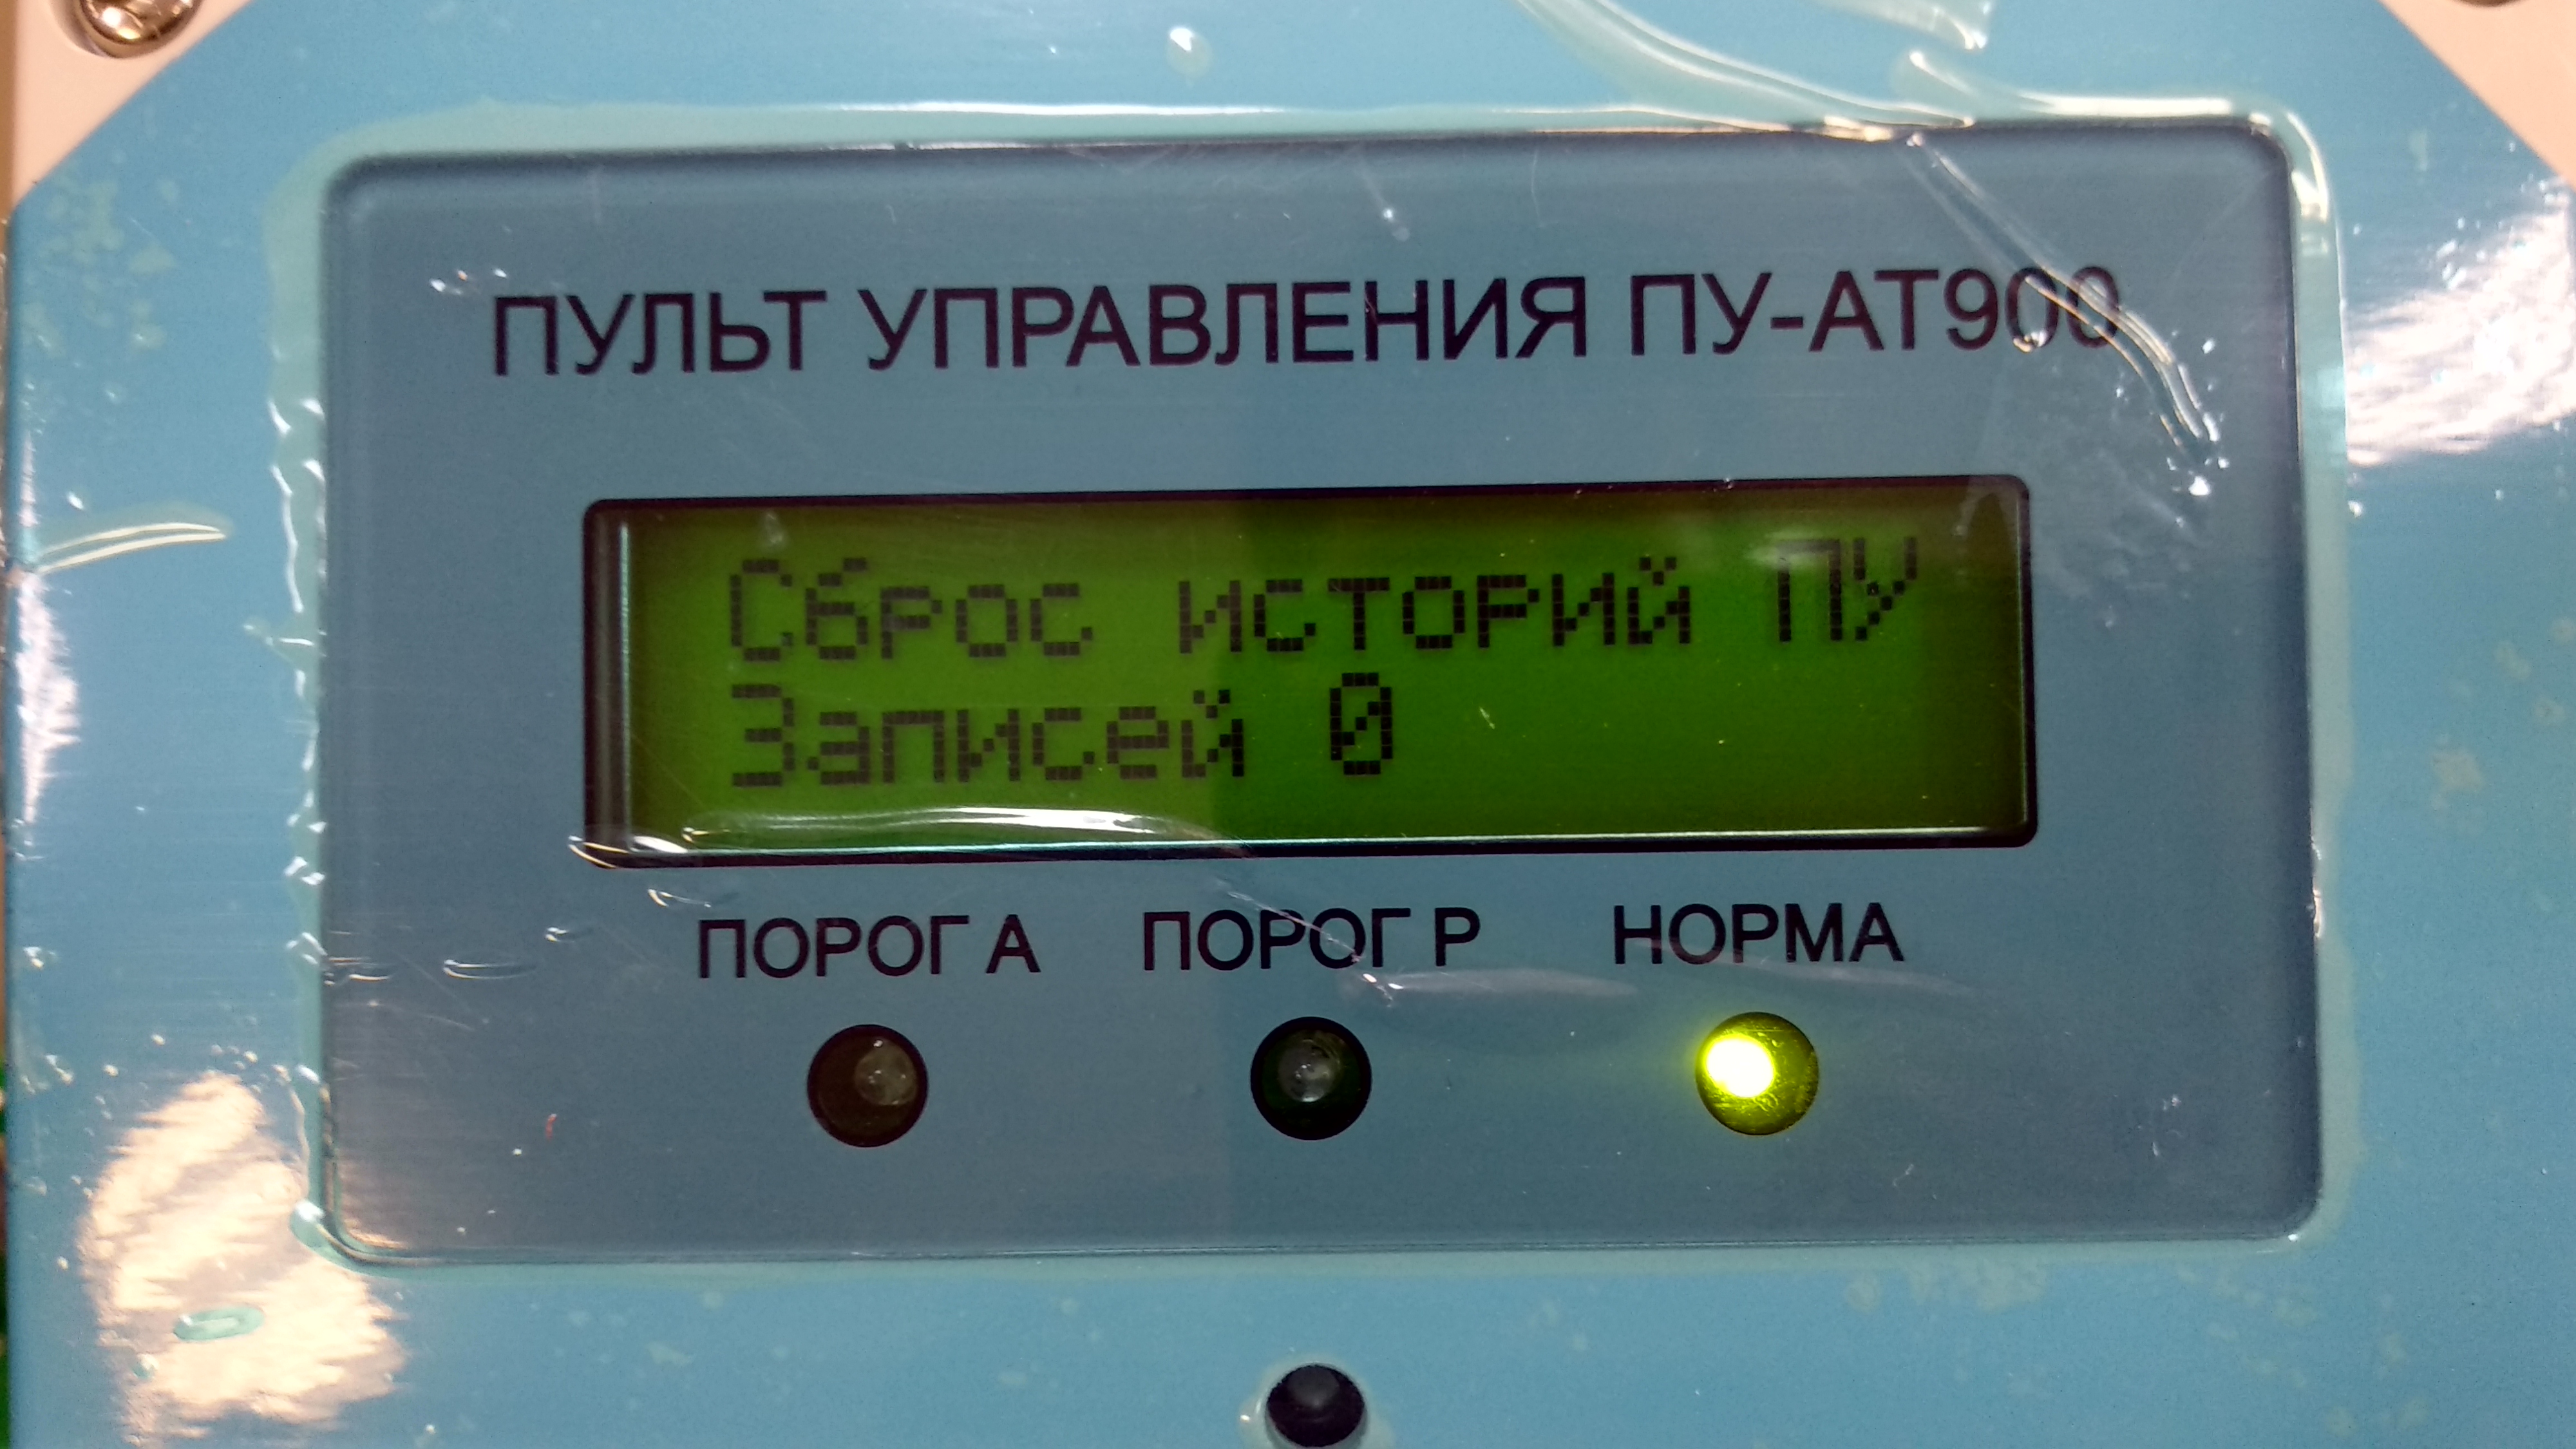 ПУЛЬТ УПРАВЛЕНИЯ ПУ-АТ900
Сброс историй ПУ
Записей 0
ПОРОГ А ПОРОГ Р НОРМА